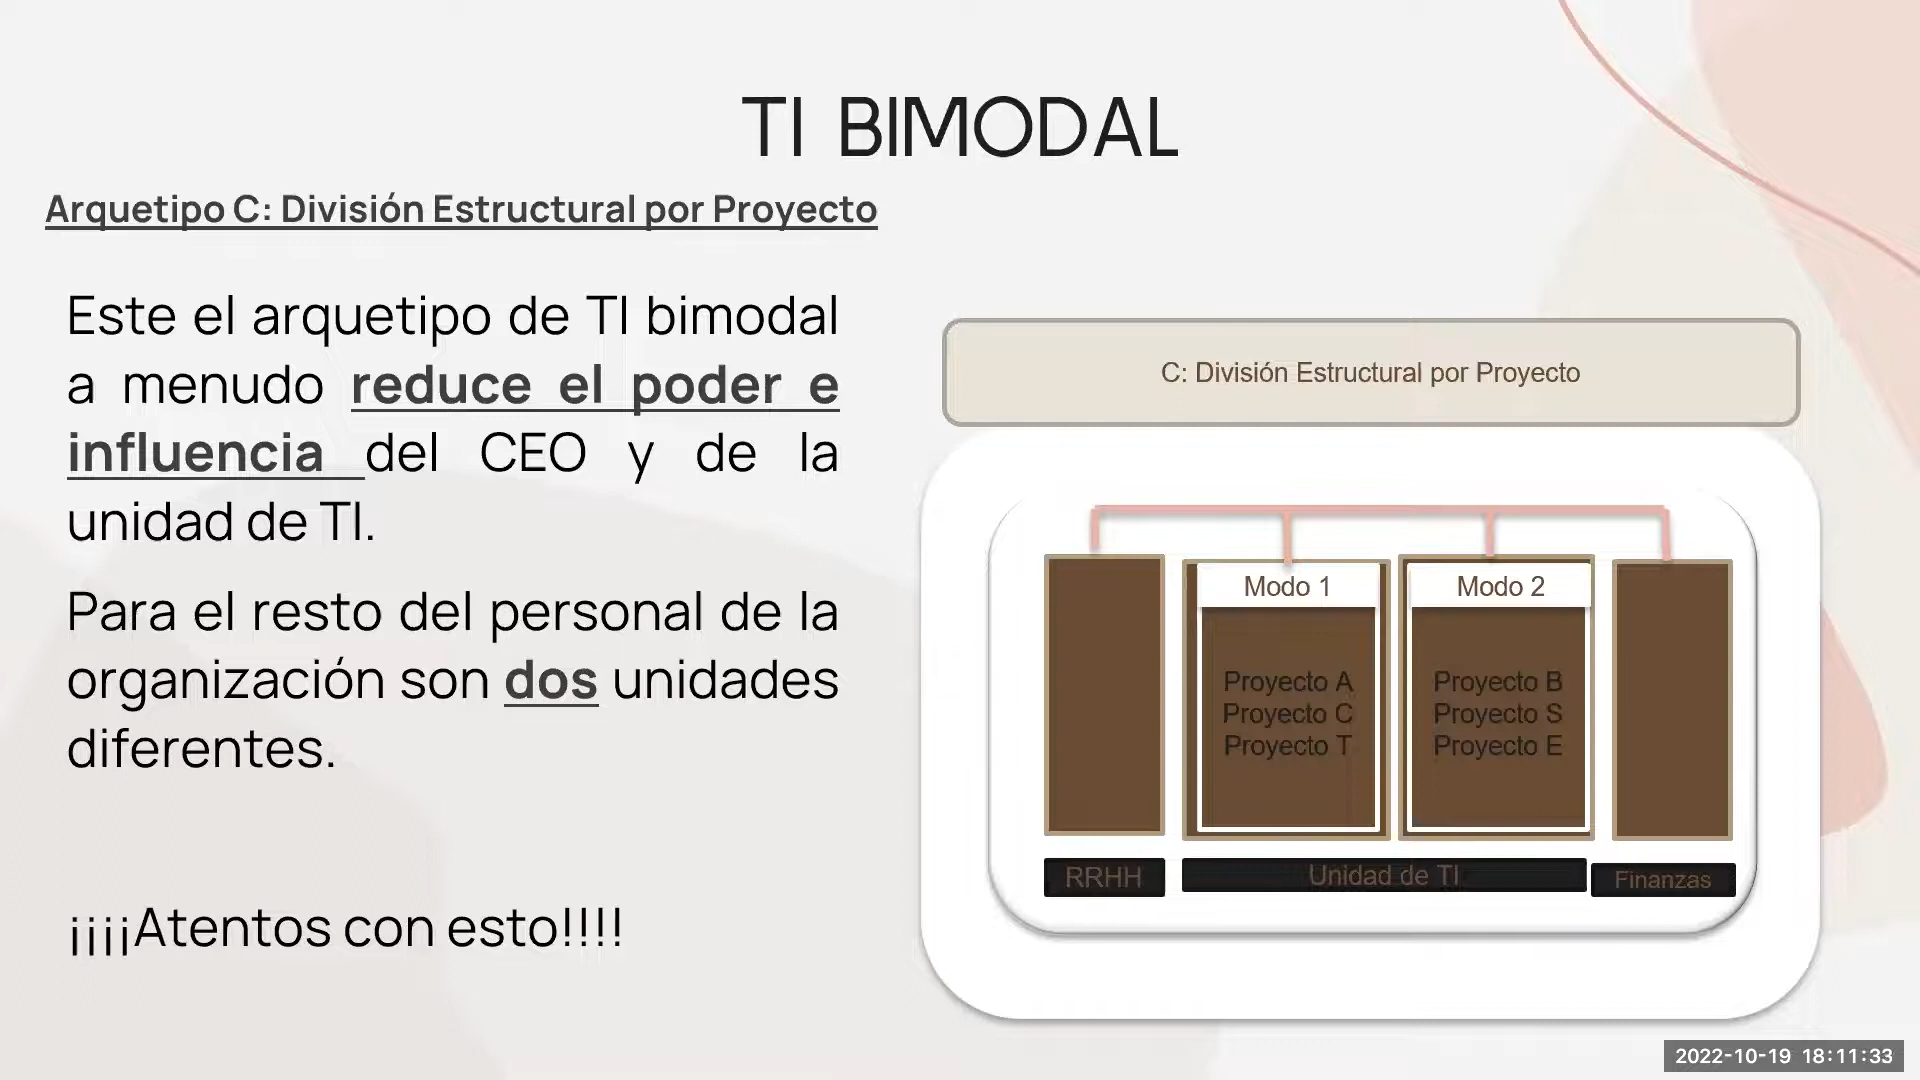 TI BIMODAL
Arquetipo C: División Estructural por Proyecto
Este el arquetipo de TI bimodal
a menudo reduce el poder e
influencia del CEO y de la
unidad de TI.
Para el resto del personal de la
organización son dos unidades
diferentes.
¡¡¡¡Atentos con esto!!!!
C: División Estructural por Proyecto
Modo 1
Proyecto A
Proyecto C
Proyecto T
Modo 2
Proyecto B
Proyecto S
Proyecto E
RRHH
Unidad de TI
Finanzas
2022-10-19 18:11:33